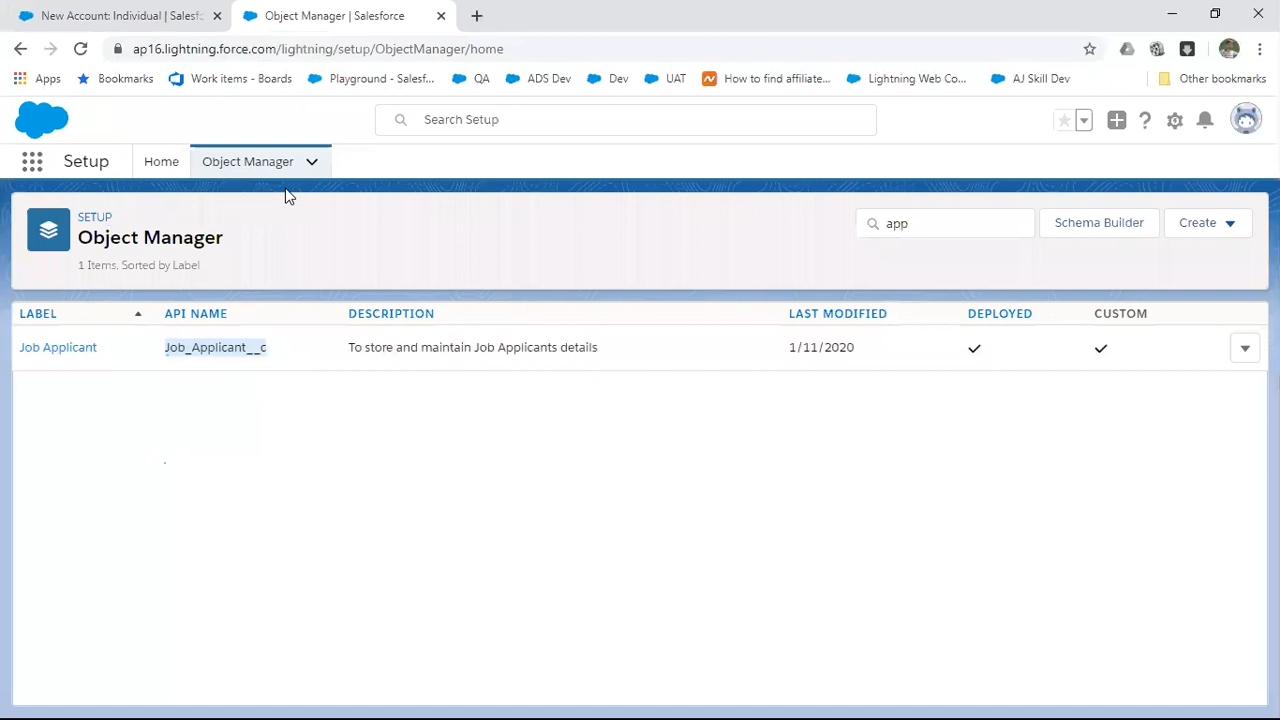 New Account: Individual | Salesf
Object Manager | Salesforce
ap16.lightning.force.com/lightning/setup/ObjectManager/home
Apps
Bookmarks
Work items - Boards
Playground - Salesf...
QA
ADS Dev
Dev
UAT
How to find affiliate...
Lightning Web Co...
AJ Skill Dev
Other bookmarks
Search Setup
Setup
Home
Object Manager
SETUP
Object Manager
1 Items, Sorted by Label
app
Schema Builder
Create
LABEL API NAME DESCRIPTION LAST MODIFIED DEPLOYED CUSTOM
Job Applicant Job_Applicant__c To store and maintain Job Applicants details 1/11/2020